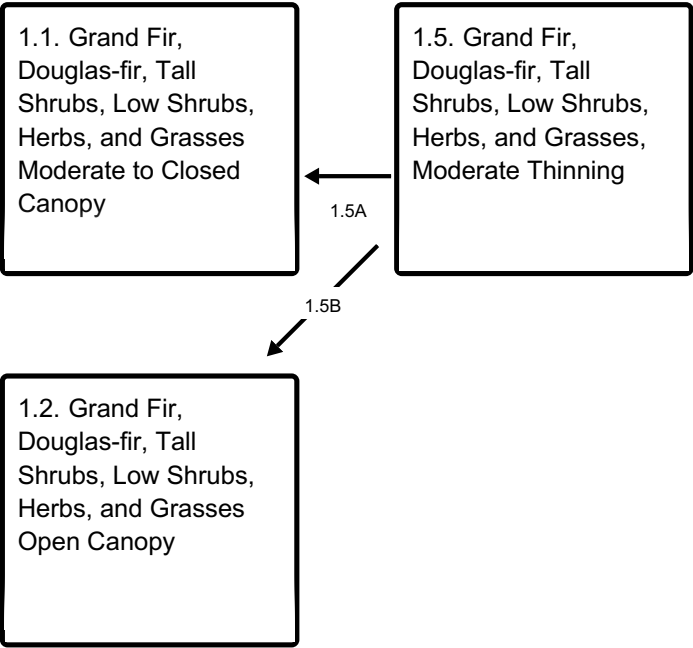 1.1. Grand Fir,
Douglas-fir, Tall
Shrubs, Low Shrubs,
Herbs, and Grasses
Moderate to Closed
Canopy
1.5. Grand Fir,
Douglas-fir, Tall
Shrubs, Low Shrubs,
Herbs, and Grasses,
Moderate Thinning
1.5A
1.5B
1.2. Grand Fir,
Douglas-fir, Tall
Shrubs, Low Shrubs,
Herbs, and Grasses
Open Canopy